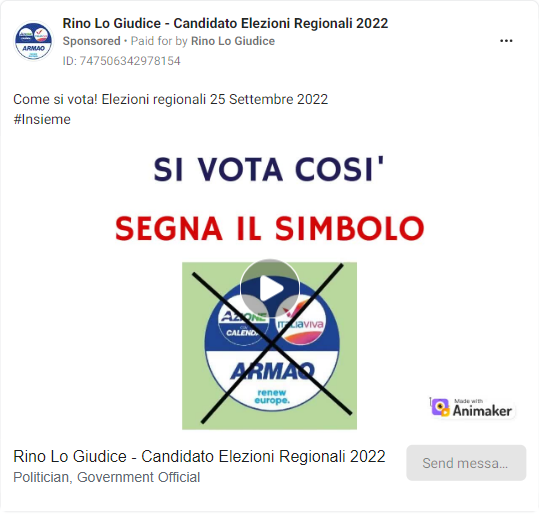 Rino Lo Giudice - Candidato Elezioni Regionali 2022
Sponsored • Paid for by Rino Lo Giudice
ID: 747506342978154
Come si vota! Elezioni regionali 25 Settembre 2022
#Insieme
SI VOTA COSI'
SEGNA IL SIMBOLO
AZIONE
CALENDA
ITALIA VIVA
ARMAO
renew
europe.
Made with
Animaker
Rino Lo Giudice - Candidato Elezioni Regionali 2022
Politician, Government Official
Send messa...